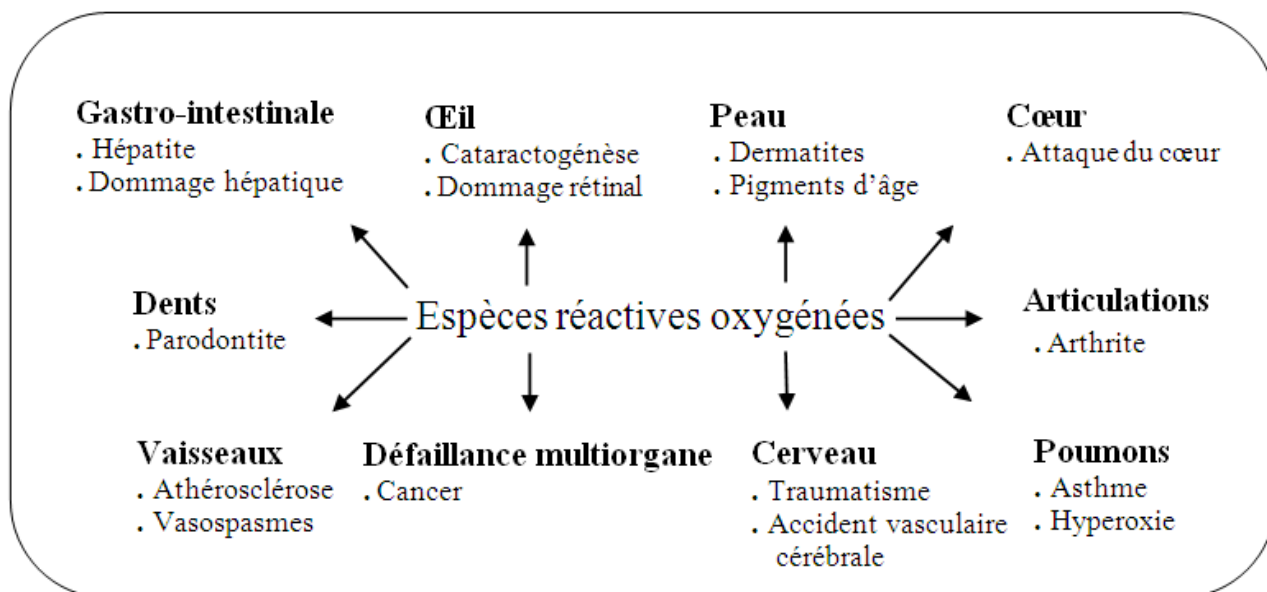 Gastro-intestinale
. Hépatite
. Dommage hépatique
Œil
. Cataractogénèse
. Dommage rétinal
Peau
. Dermatites
. Pigments d'âge
Cœur
. Attaque du cœur
Dents
. Parodontite
Espèces réactives oxygénées
Articulations
. Arthrite
Vaisseaux
. Athérosclérose
. Vasospasmes
Défaillance multiorgane
. Cancer
Cerveau
. Traumatisme
. Accident vasculaire
cérébrale
Poumons
. Asthme
. Hyperoxie